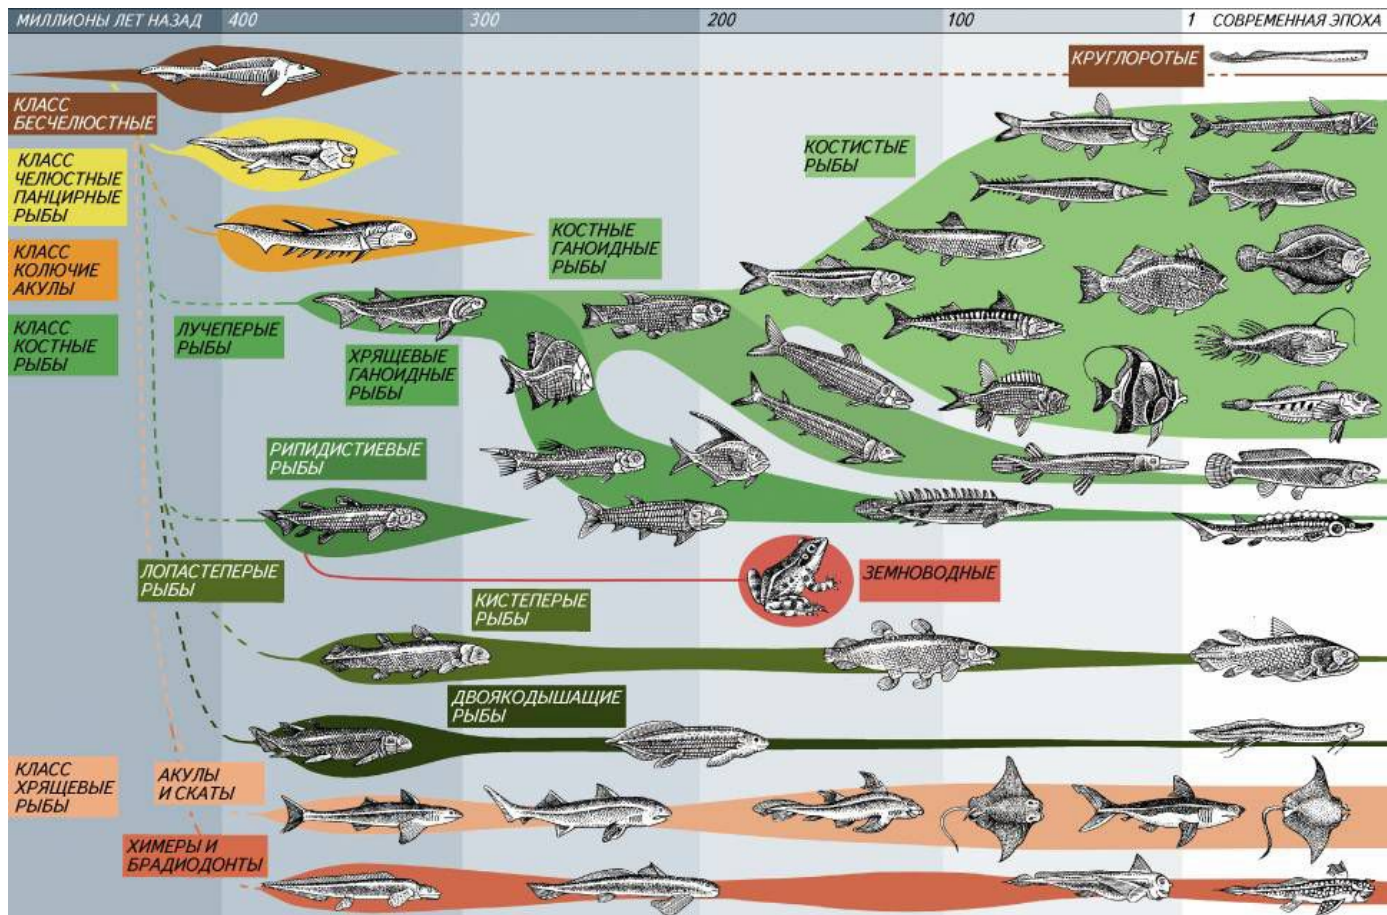 МИЛЛИОНЫ ЛЕТ НАЗАД 400 300 200 100 1 СОВРЕМЕННАЯ ЭПОХА
КРУГЛОРОТЫЕ
КЛАСС
БЕСЧЕЛЮСТНЫЕ
КОСТИСТЫЕ
РЫБЫ
КЛАСС
ЧЕЛЮСТНЫЕ
ПАНЦИРНЫЕ
РЫБЫ
КОСТНЫЕ
ГАНОИДНЫЕ
РЫБЫ
КЛАСС
КОЛЮЧИЕ
АКУЛЫ
КЛАСС
КОСТНЫЕ
РЫБЫ
ЛУЧЕПЕРЫЕ
РЫБЫ
ХРЯЩЕВЫЕ
ГАНОИДНЫЕ
РЫБЫ
РИПИДИСТИЕВЫЕ
РЫБЫ
ЛОПАСТЕПЕРЫЕ
РЫБЫ
ЗЕМНОВОДНЫЕ
КИСТЕПЕРЫЕ
РЫБЫ
ДВОЯКОДЫШАЩИЕ
РЫБЫ
КЛАСС
ХРЯЩЕВЫЕ
РЫБЫ
АКУЛЫ
И СКАТЫ
ХИМЕРЫ И
БРАДИОДОНТЫ